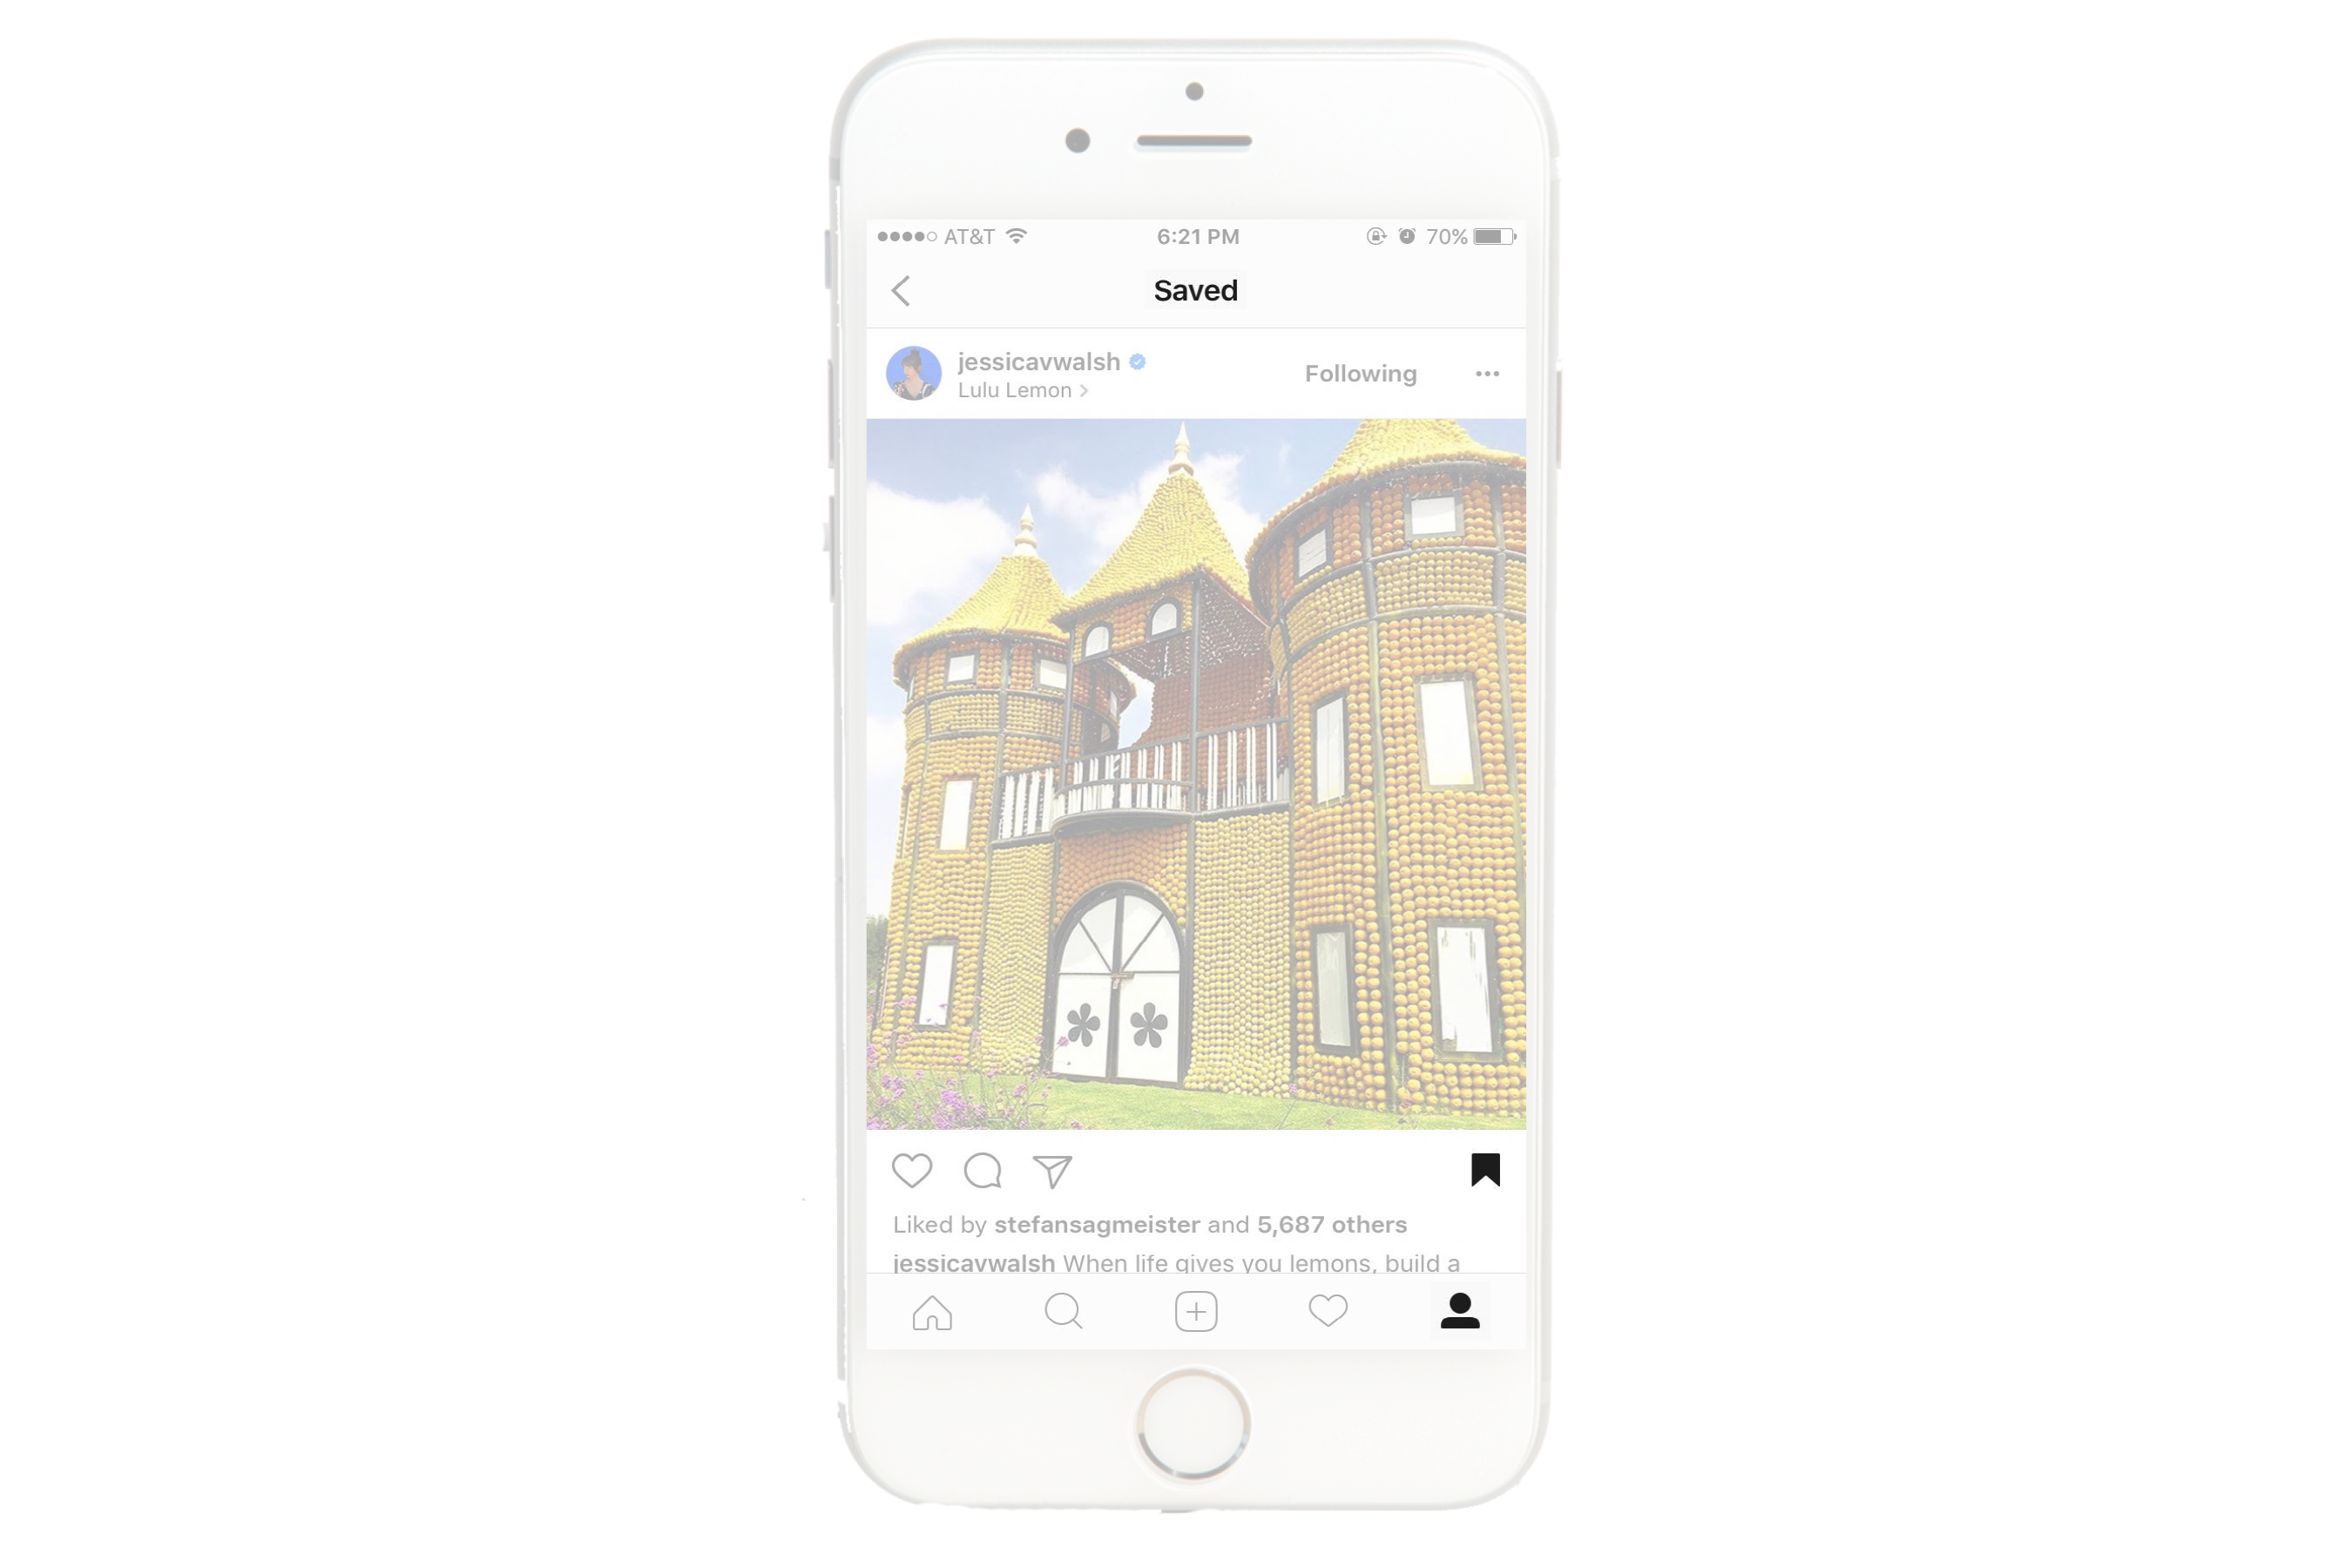 AT&T 6:21 PM 70%
Saved
jessicavwalsh
Lulu Lemon
Following
Liked by stefansagmeister and 5,687 others
jessicavwalsh When life gives you lemons, build a